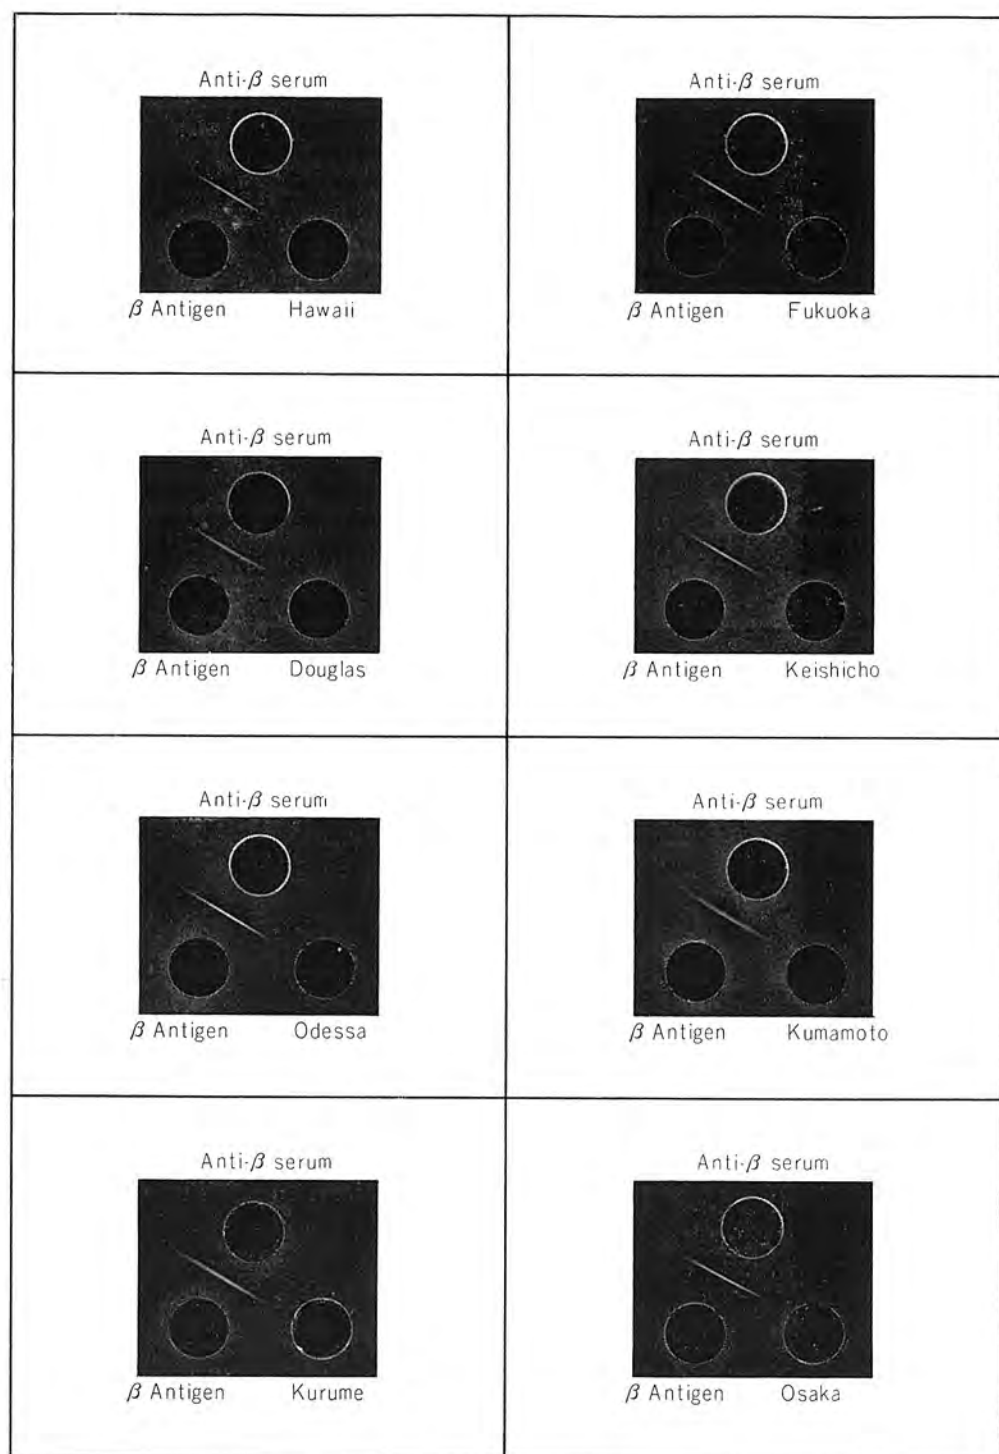 Anti-β serum
β Antigen Hawaii
Anti-β serum
β Antigen Fukuoka
Anti-β serum
β Antigen Douglas
Anti-β serum
β Antigen Keishicho
Anti-β serum
β Antigen Odessa
Anti-β serum
β Antigen Kumamoto
Anti-β serum
β Antigen Kurume
Anti-β serum
β Antigen Osaka